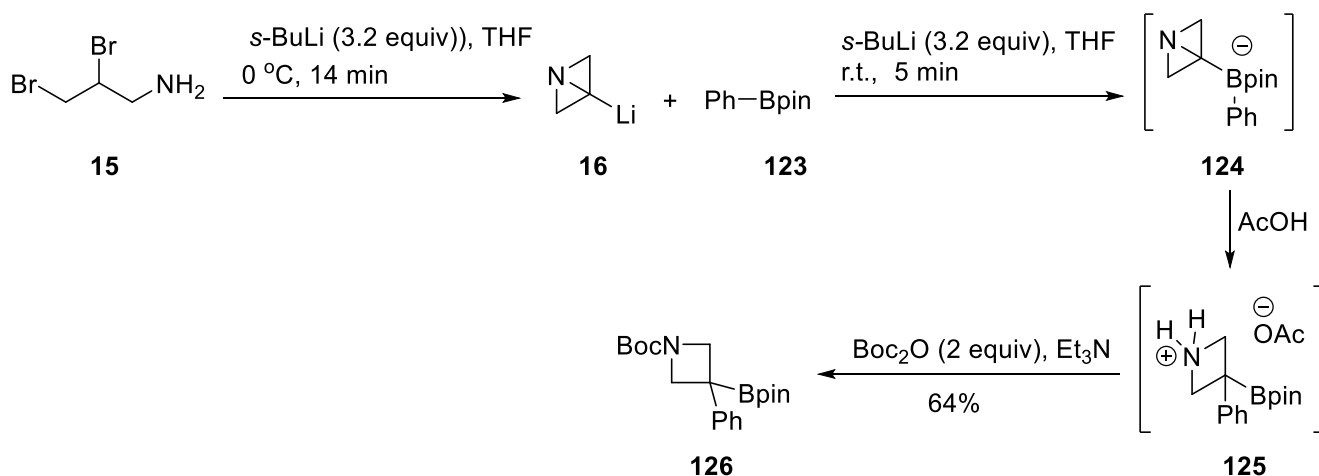 Br
Br
NH2
15
s-BuLi (3.2 equiv)), THF
0 °C, 14 min
N
Li
16
+
Ph–Bpin
123
s-BuLi (3.2 equiv), THF
r.t., 5 min
N
⊖
Bpin
Ph
124
AcOH
H
H
N
⊕
⊖
OAc
Bpin
Ph
125
Boc2O (2 equiv), Et3N
64%
BocN
Bpin
Ph
126